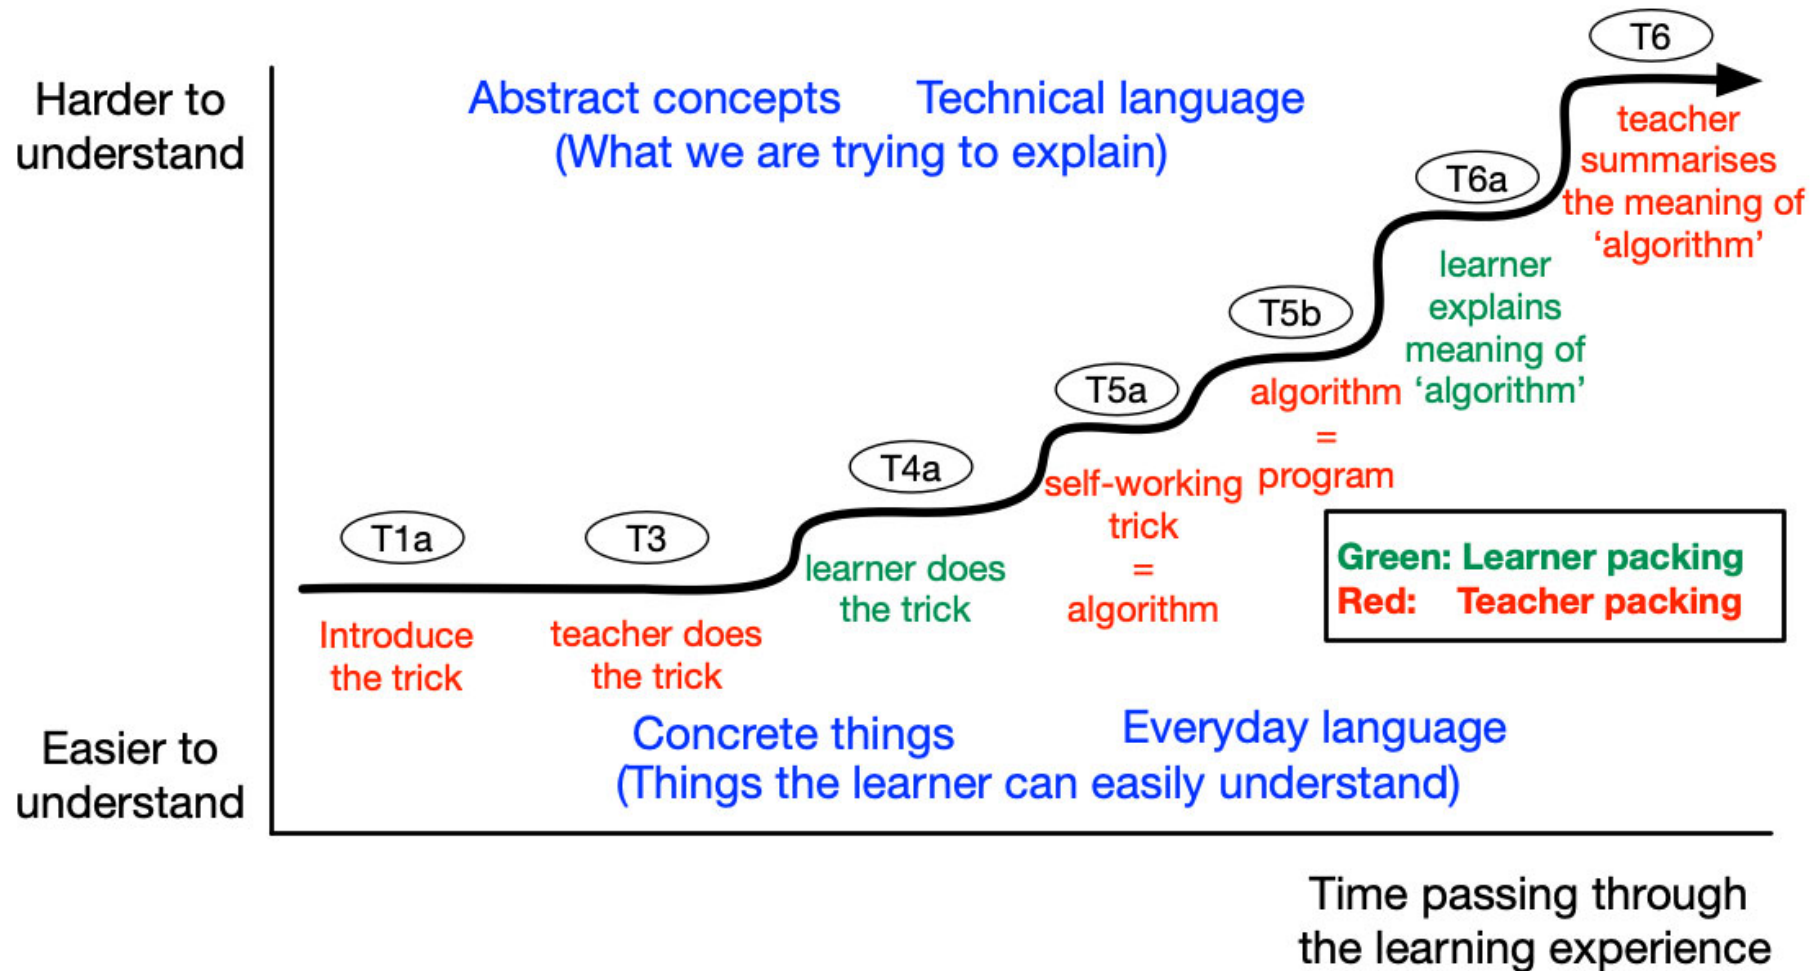 T6
Harder to
understand
Abstract concepts Technical language
(What we are trying to explain)
teacher
summarises
the meaning of
‘algorithm’
T6a
learner
explains
meaning of
‘algorithm’
T5b
algorithm
=
program
T5a
self-working
trick
=
algorithm
T4a
learner does
the trick
T1a
Introduce
the trick
T3
teacher does
the trick
Green: Learner packing
Red: Teacher packing
Concrete things Everyday language
(Things the learner can easily understand)
Easier to
understand
Time passing through
the learning experience